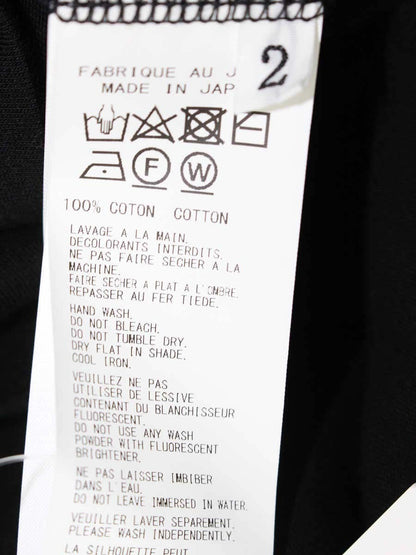 2
FABRIQUE AU J
MADE IN JAP
F W
100% COTON COTTON
LAVAGE A LA MAIN.
DECOLORANTS INTERDITS.
NE PAS FAIRE SECHER A LA
MACHINE.
FAIRE SECHER A PLAT A L'OMBRE.
REPASSER AU FER TIEDE.
HAND WASH.
DO NOT BLEACH.
DO NOT TUMBLE DRY.
DRY FLAT IN SHADE.
COOL IRON.
VEUILLEZ NE PAS
UTILISER DE LESSIVE
CONTENANT DU BLANCHISSEUR
FLUORESCENT.
DO NOT USE ANY WASH
POWDER WITH FLUORESCENT
BRIGHTENER.
NE PAS LAISSER IMBIBER
DANS L'EAU.
DO NOT LEAVE IMMERSED IN WATER.
VEUILLER LAVER SEPAREMENT.
PLEASE WASH INDEPENDENTLY.
LA SILHOUETTE PEUT